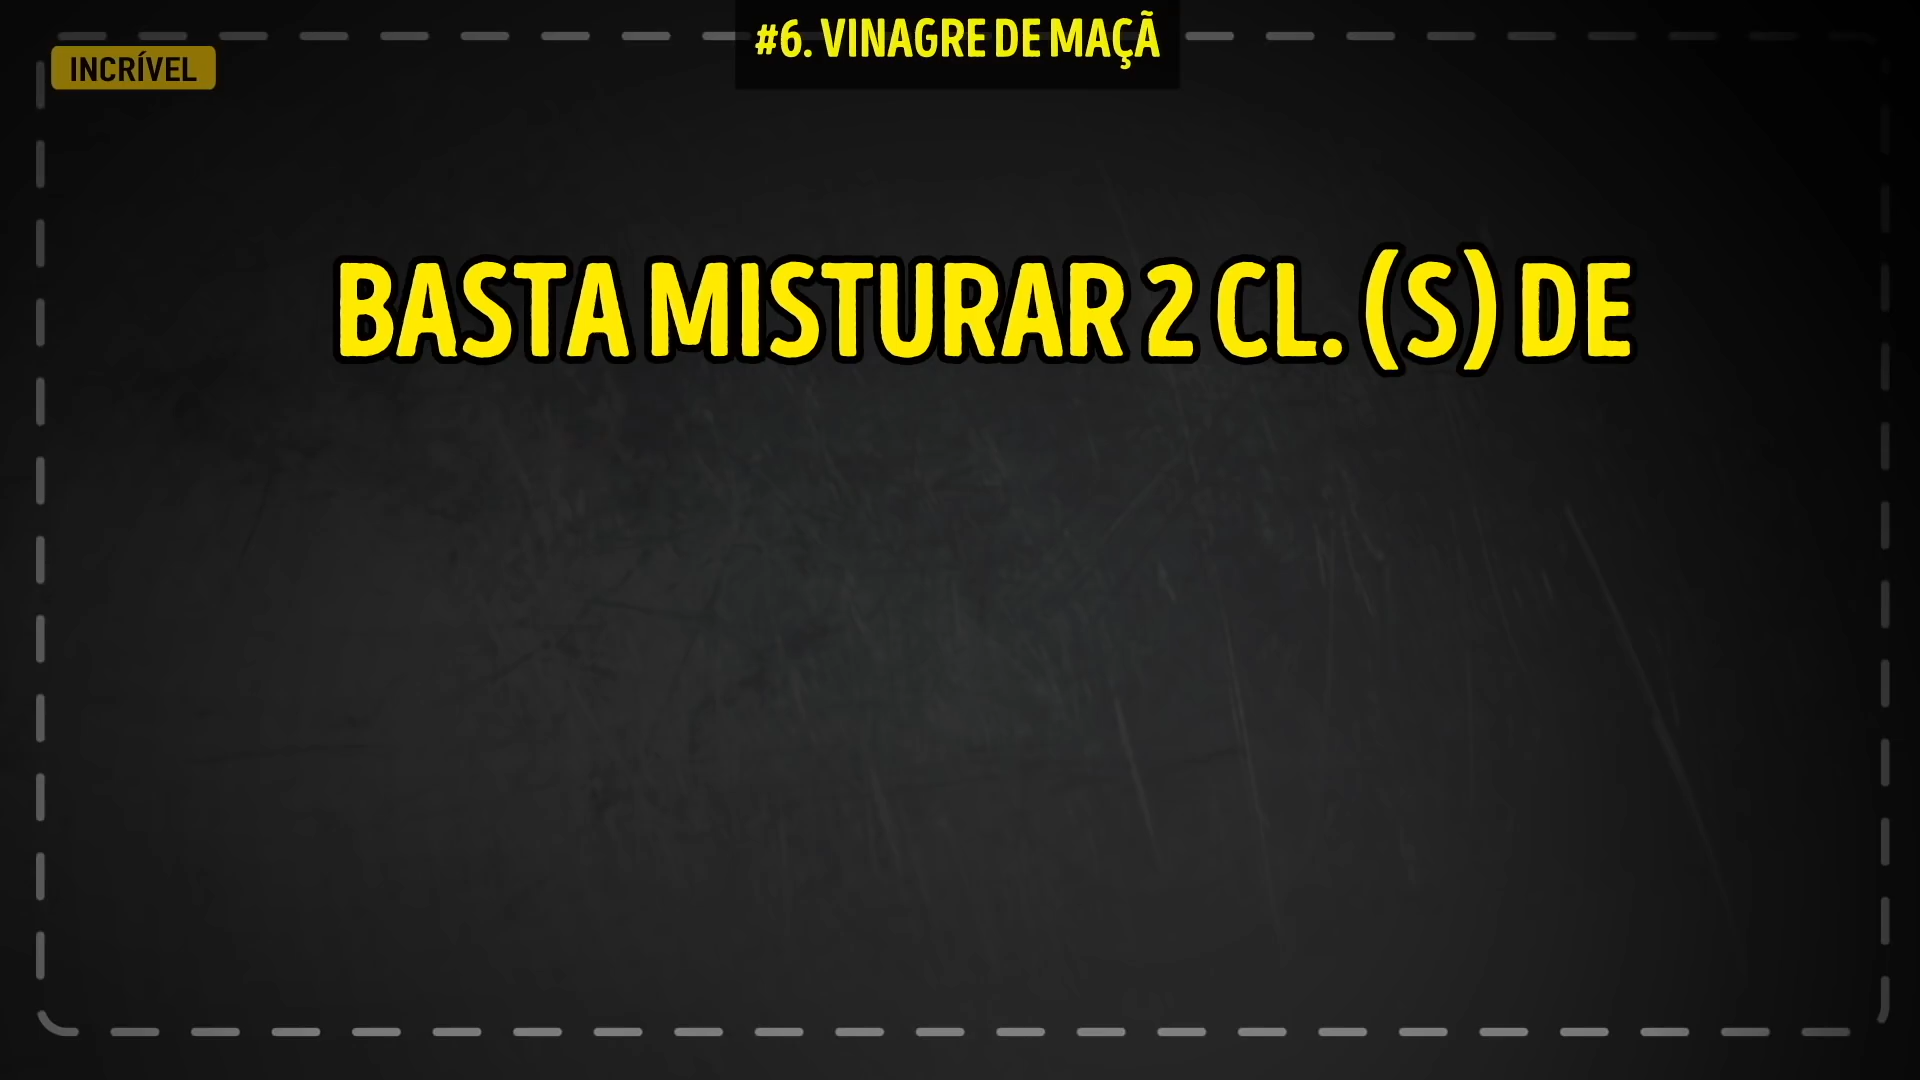 #6. VINAGRE DE MAÇÃ
INCRÍVEL
BASTA MISTURAR 2 CL. (S) DE